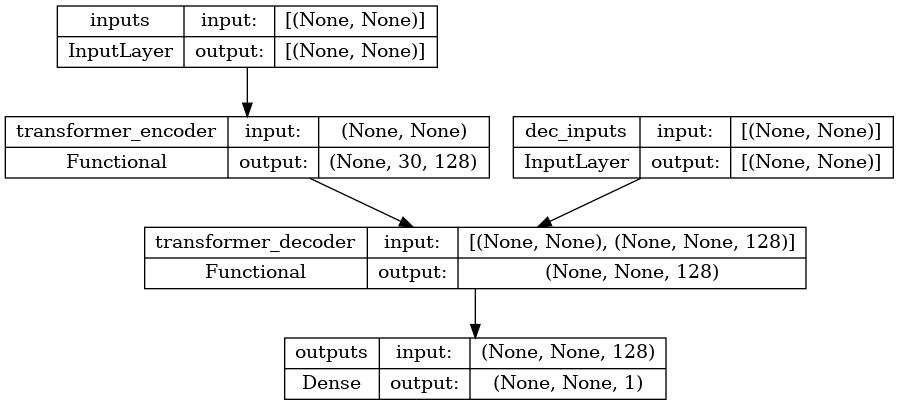 inputs input: [(None, None)]
InputLayer output: [(None, None)]
transformer_encoder input: (None, None)
Functional output: (None, 30, 128)
dec_inputs input: [(None, None)]
InputLayer output: [(None, None)]
transformer_decoder input: [(None, None), (None, None, 128)]
Functional output: (None, None, 128)
outputs input: (None, None, 128)
Dense output: (None, None, 1)